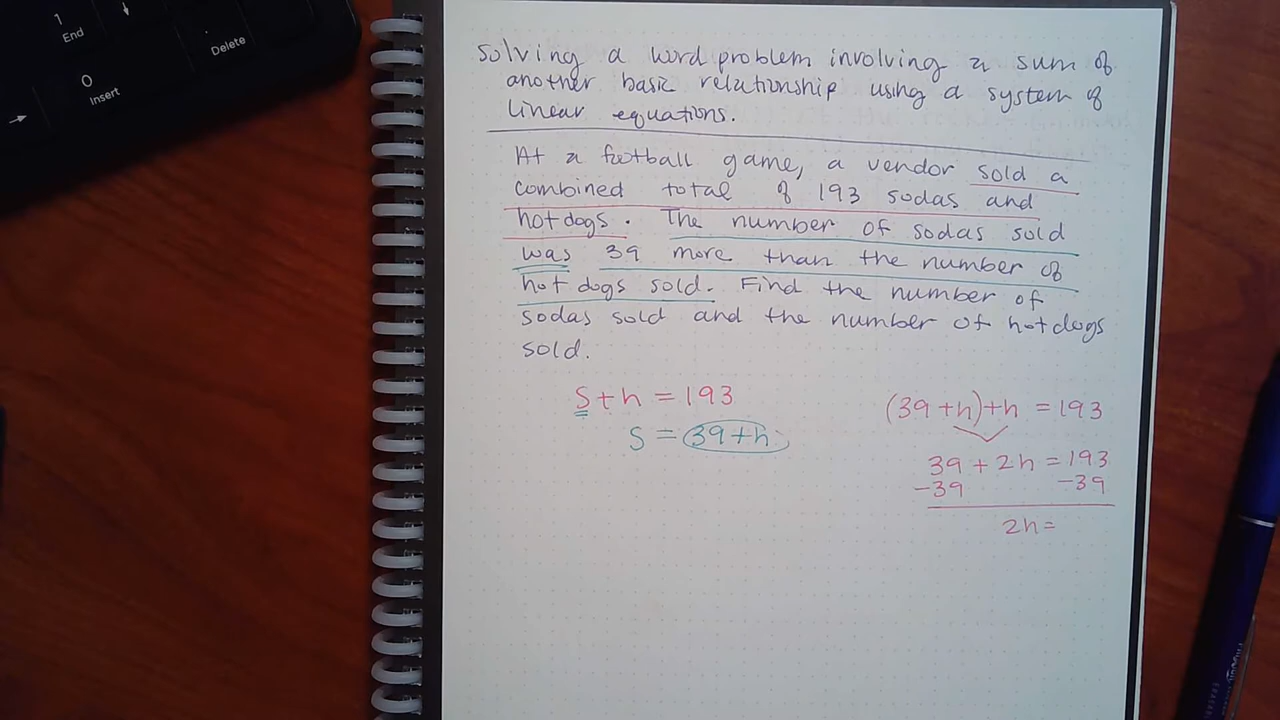 1
End
↓
Delete
0
Insert
→
Solving a word problem involving a sum of
another basic relationship using a system of
linear equations.
At a football game, a vendor sold a
combined total of 193 sodas and
hotdogs. The number of sodas sold
was 39 more than the number of
hot dogs sold. Find the number of
sodas sold and the number of hotdogs
sold.
S+h = 193
S = 39+h
(39+h)+h = 193
39 + 2h = 193
-39 -39
2h =